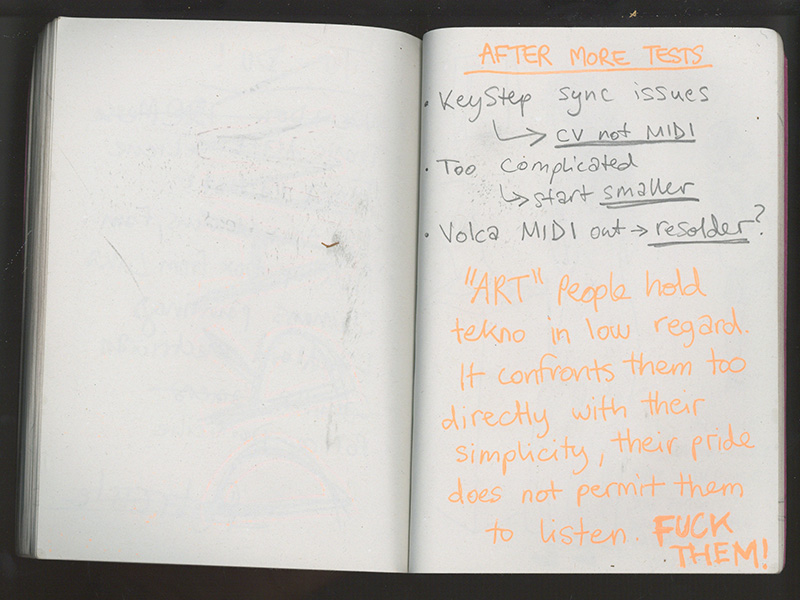 AFTER MORE TESTS
· KeyStep sync issues
↳ CV not MIDI
· Too complicated
↳ start smaller
· Volca MIDI out → resolder?
"ART" people hold
tekno in low regard.
It confronts them too
directly with their
simplicity, their pride
does not permit them
to listen. FUCK
THEM!